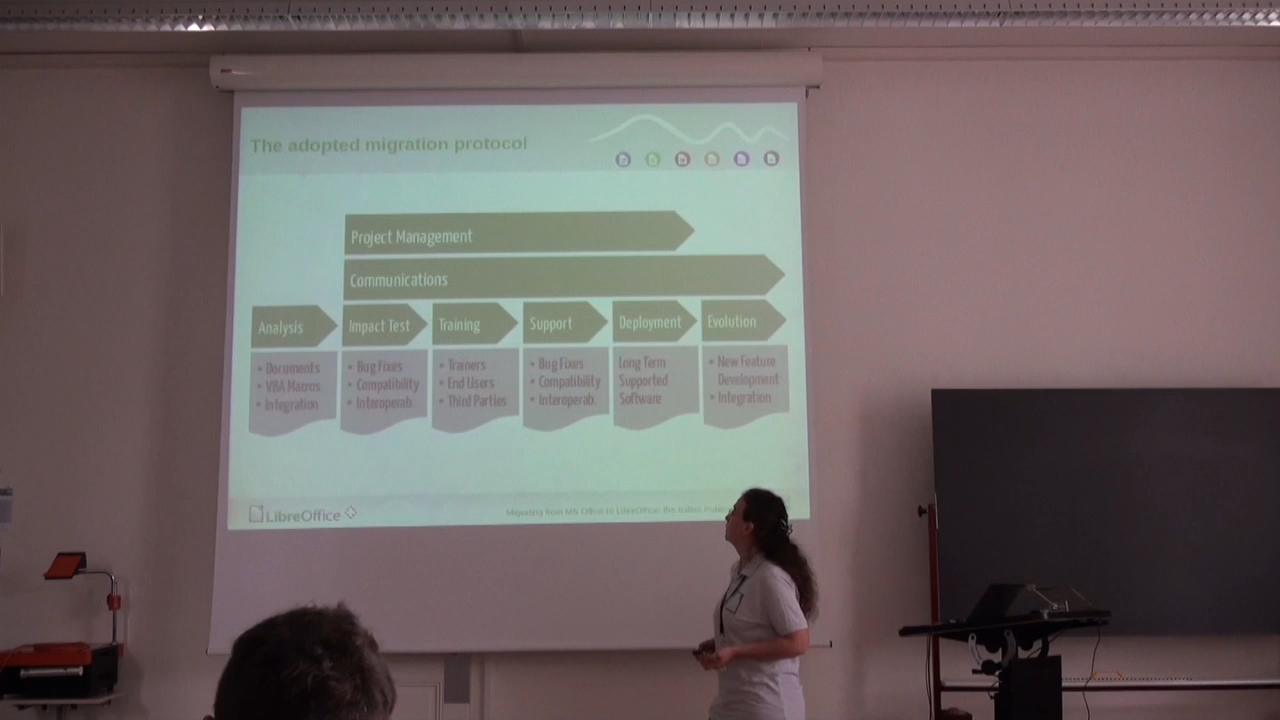 The adopted migration protocol
Project Management
Communications
Analysis
Impact Test
Training
Support
Deployment
Evolution
• Documents
• VBA Macros
• Integration
• Bug Fixes
• Compatibility
• Interoperab.
• Trainers
• End Users
• Third Parties
• Bug Fixes
• Compatibility
• Interoperab.
Long Term
Supported
Software
• New Feature
Development
• Integration
LibreOffice
Migrating from MS Office to LibreOffice: the Italian